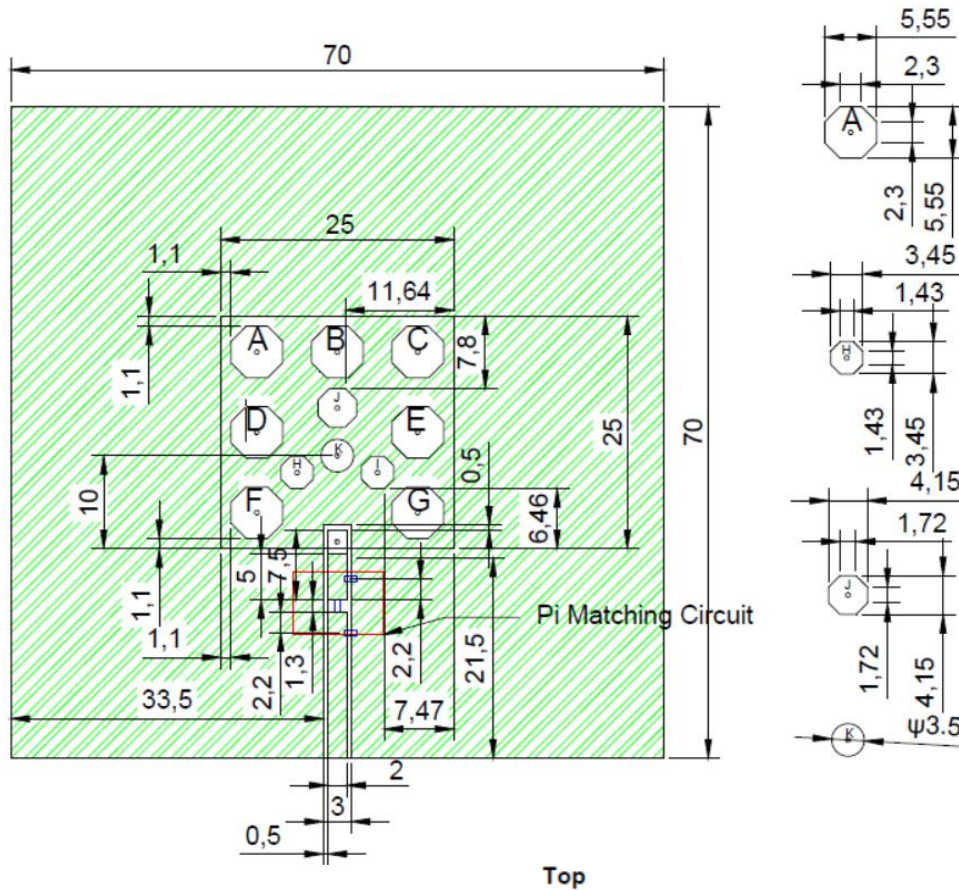 70
5,55
2,3
A
2,3
5,55
25
1,1
11,64
3,45
1,43
A
B
C
7,8
H
1,1
J
1,43
3,45
D
E
25
70
K
0,5
4,15
H
I
1,72
10
F
G
6,46
J
7,5
5
Pi Matching Circuit
1,72
4,15
1,1
1,1
1,3
2,2
2,2
21,5
33,5
7,47
K
ψ3.5
2
3
0,5
Top